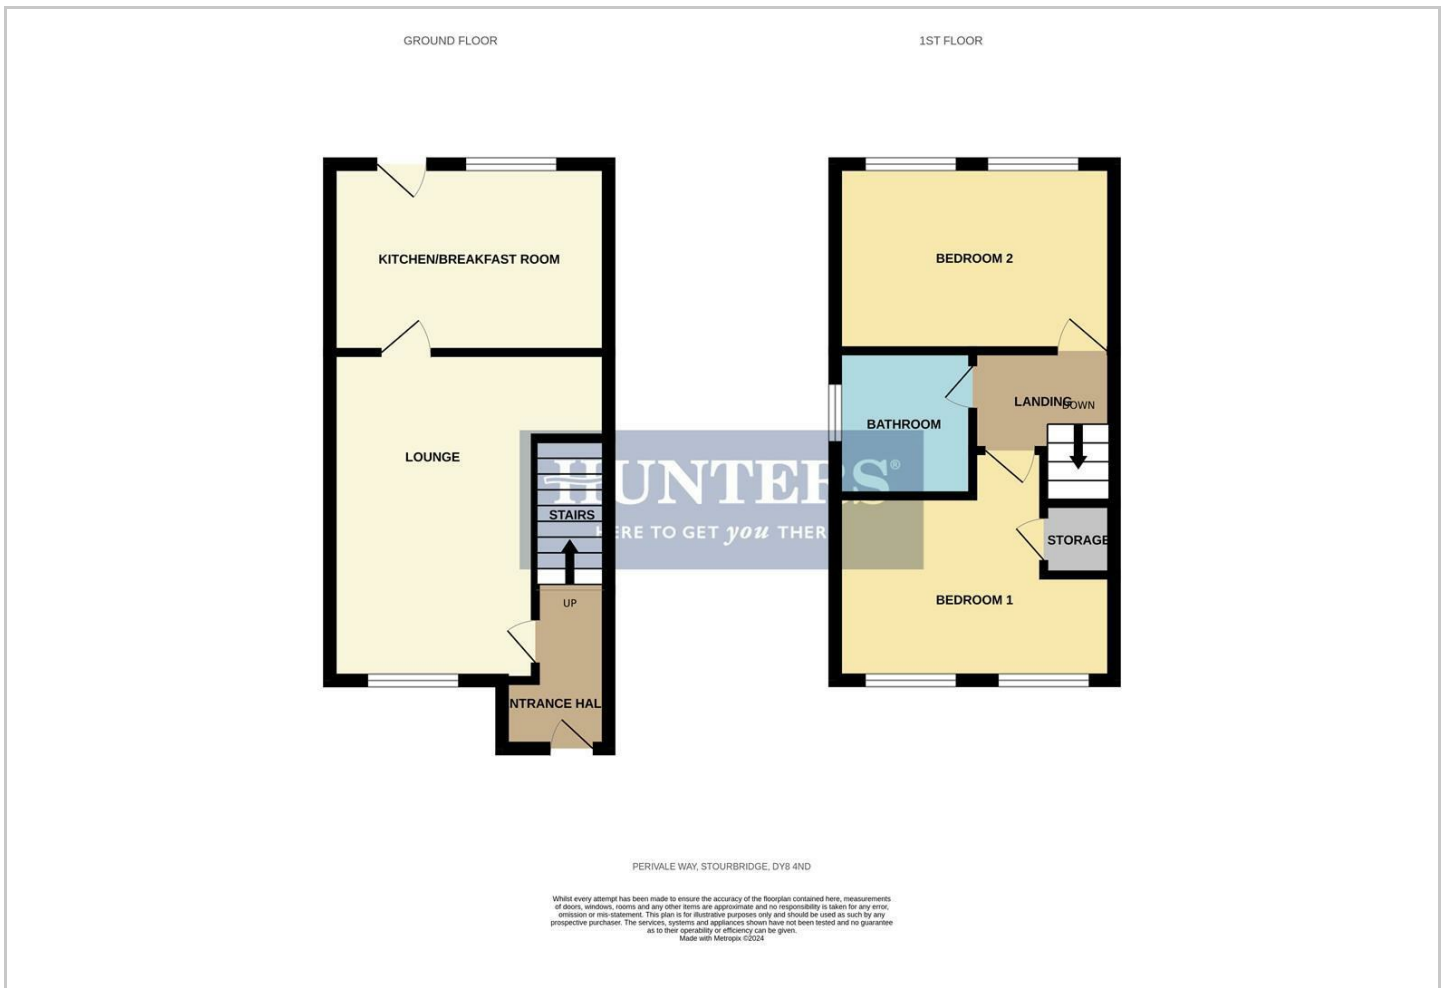 GROUND FLOOR
1ST FLOOR
KITCHEN/BREAKFAST ROOM
BEDROOM 2
LANDING
DOWN
BATHROOM
LOUNGE
HUNTERS®
STAIRS
HERE TO GET you THER
STORAGE
UP
BEDROOM 1
NTRANCE HAL
PERIVALE WAY, STOURBRIDGE, DY8 4ND
Whilst every attempt has been made to ensure the accuracy of the floorplan contained here, measurements
of doors, windows, rooms and any other items are approximate and no responsibility is taken for any error,
omission or mis-statement. This plan is for illustrative purposes only and should be used as such by any
prospective purchaser. The services, systems and appliances shown have not been tested and no guarantee
as to their operability or efficiency can be given.
Made with Metropix ©2024